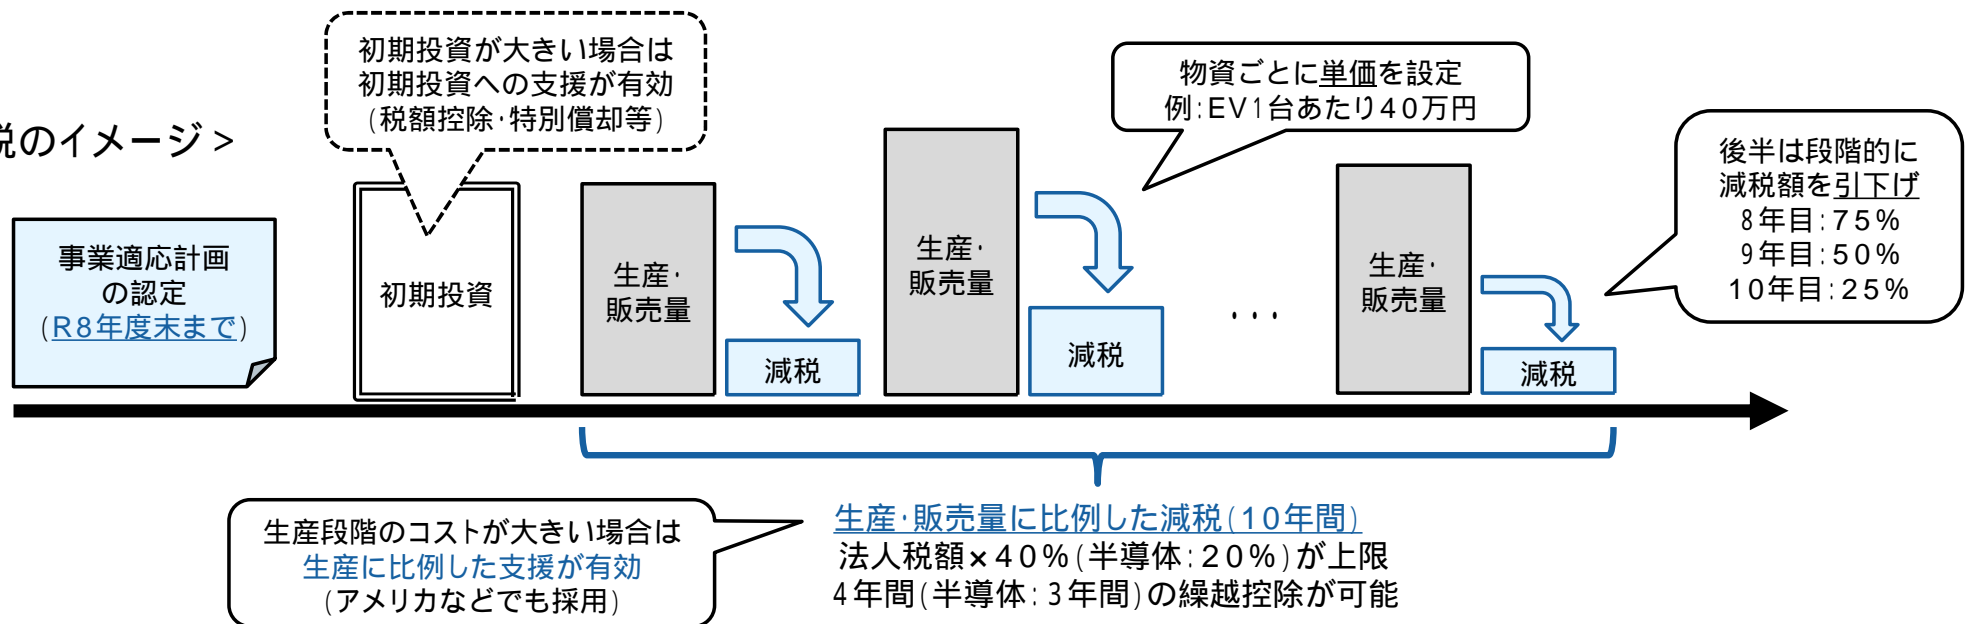 税のイメージ >
事業適応計画
の認定
(R8年度末まで)
初期投資が大きい場合は
初期投資への支援が有効
(税額控除・特別償却等)
初期投資
生産・
販売量
減税
生産・
販売量
減税
物資ごとに単価を設定
例:EV1台あたり40万円
・・・
生産・
販売量
減税
後半は段階的に
減税額を引下げ
8年目:75%
9年目:50%
10年目:25%
生産段階のコストが大きい場合は
生産に比例した支援が有効
(アメリカなどでも採用)
生産・販売量に比例した減税(10年間)
法人税額×40%(半導体:20%)が上限
4年間(半導体:3年間)の繰越控除が可能